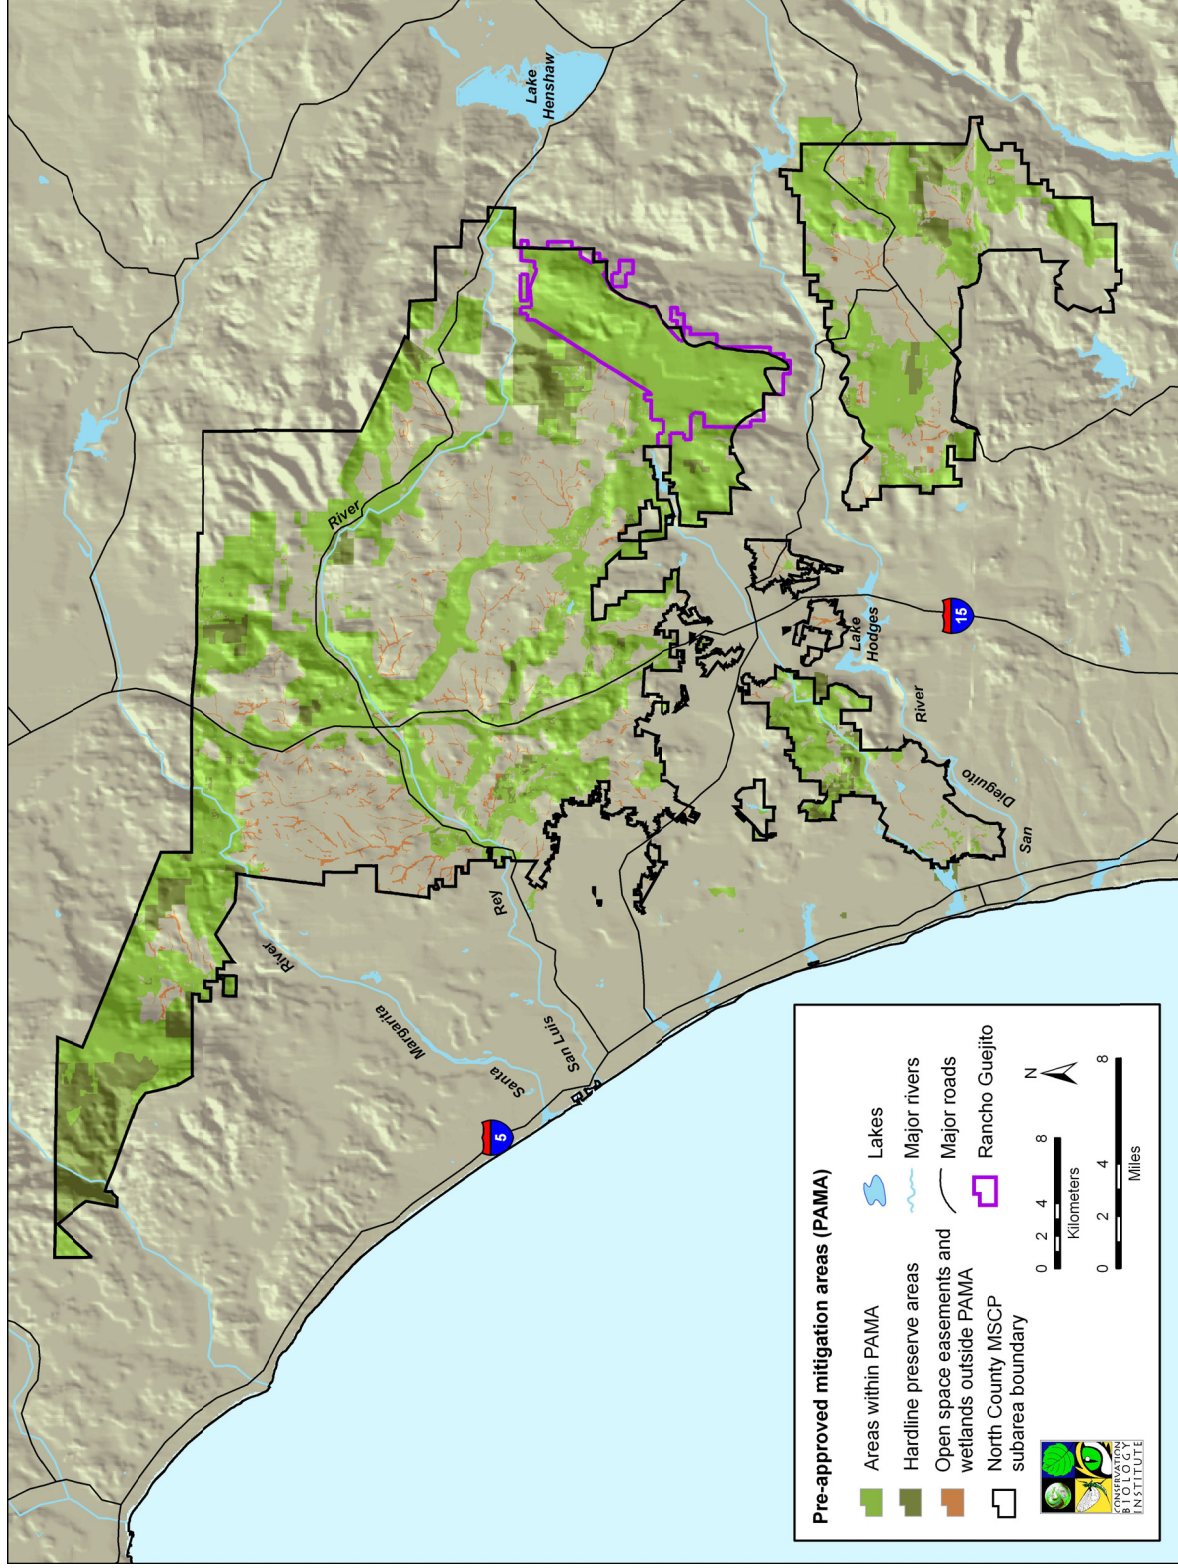 Lake
Henshaw
River
Rey
River
Margarita
Santa
San Luis
5
15
Lake
Hodges
River
Dieguito
San
Pre-approved mitigation areas (PAMA)
Areas within PAMA
Hardline preserve areas
Open space easements and
wetlands outside PAMA
North County MSCP
subarea boundary
Lakes
Major rivers
Major roads
Rancho Guejito
N
0 2 4 8
Kilometers
0 2 4 8
Miles
CONSERVATION
BIOLOGY
INSTITUTE